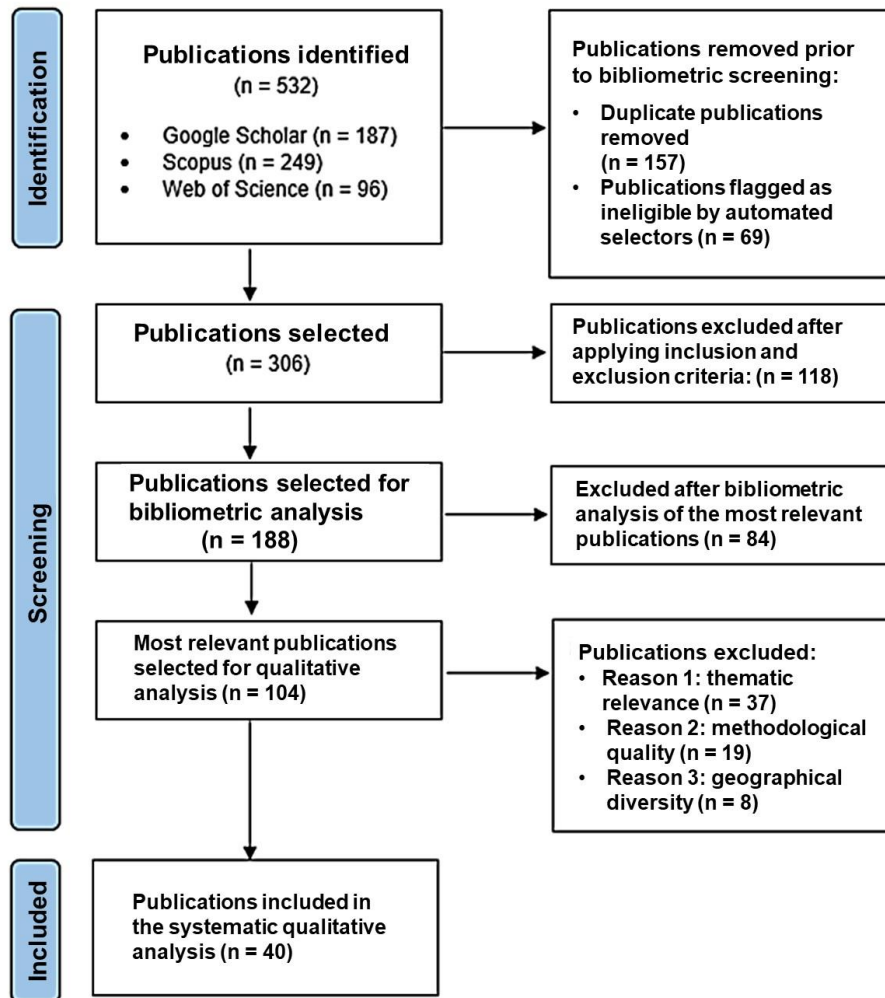 Identification
Publications identified
(n = 532)
• Google Scholar (n = 187)
• Scopus (n = 249)
• Web of Science (n = 96)
Publications removed prior
to bibliometric screening:
• Duplicate publications
removed
(n = 157)
• Publications flagged as
ineligible by automated
selectors (n = 69)
Screening
Publications selected
(n = 306)
Publications excluded after
applying inclusion and
exclusion criteria: (n = 118)
Publications selected for
bibliometric analysis
(n = 188)
Excluded after bibliometric
analysis of the most relevant
publications (n = 84)
Most relevant publications
selected for qualitative
analysis (n = 104)
Publications excluded:
• Reason 1: thematic
relevance (n = 37)
• Reason 2: methodological
quality (n = 19)
• Reason 3: geographical
diversity (n = 8)
Included
Publications included in
the systematic qualitative
analysis (n = 40)